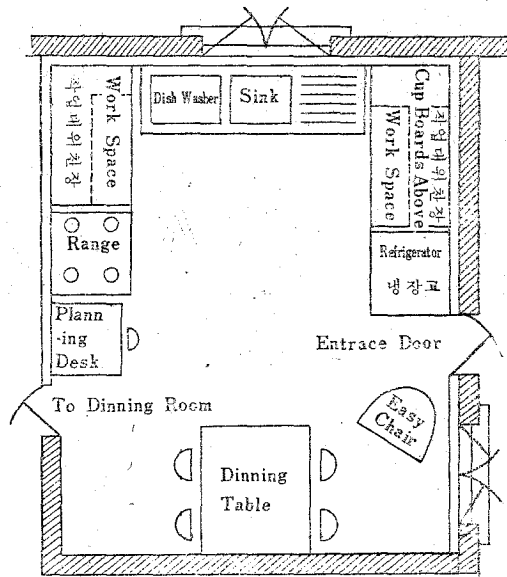 작업대위찬장
Work Space
Dish Washer
Sink
Cup Boards Above
작업대위찬장
Work Space
Range
Refrigerator
냉장고
Plann
-ing
Desk
Entrace Door
To Dinning Room
Easy
Chair
Dinning
Table